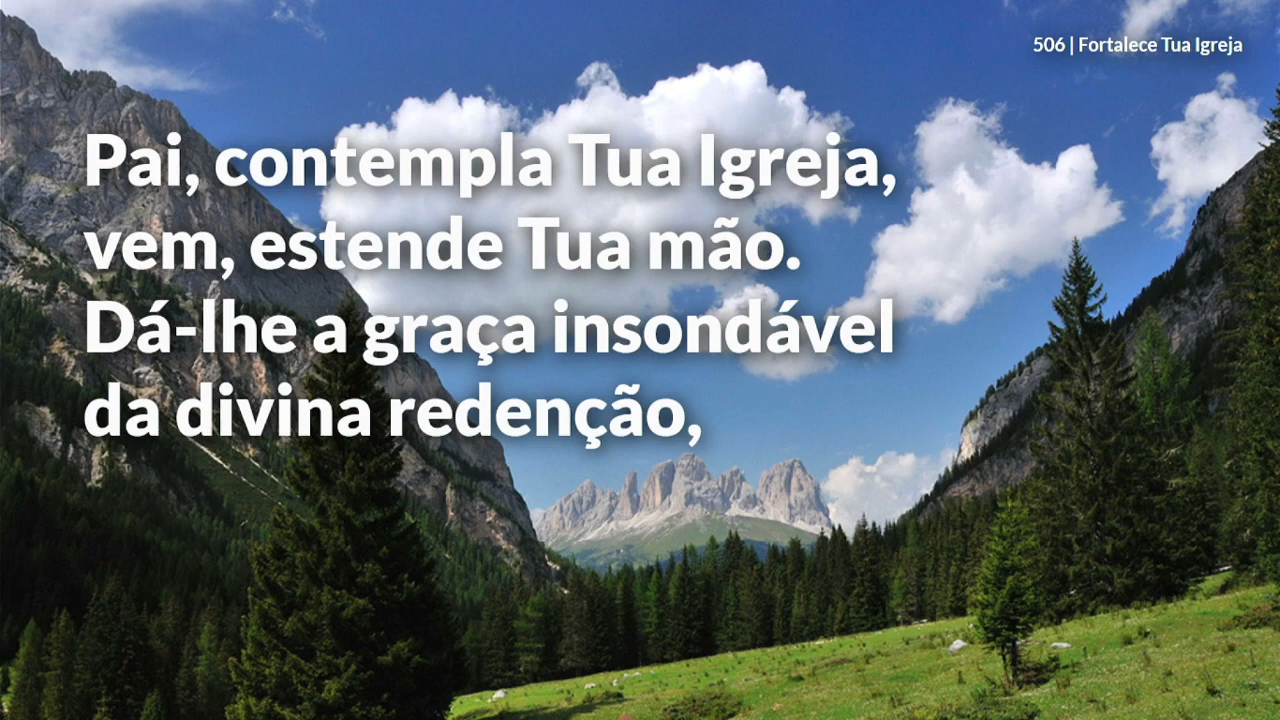 506 | Fortalece Tua Igreja
Pai, contempla Tua Igreja,
vem, estende Tua mão.
Dá-lhe a graça insondável
da divina redenção,